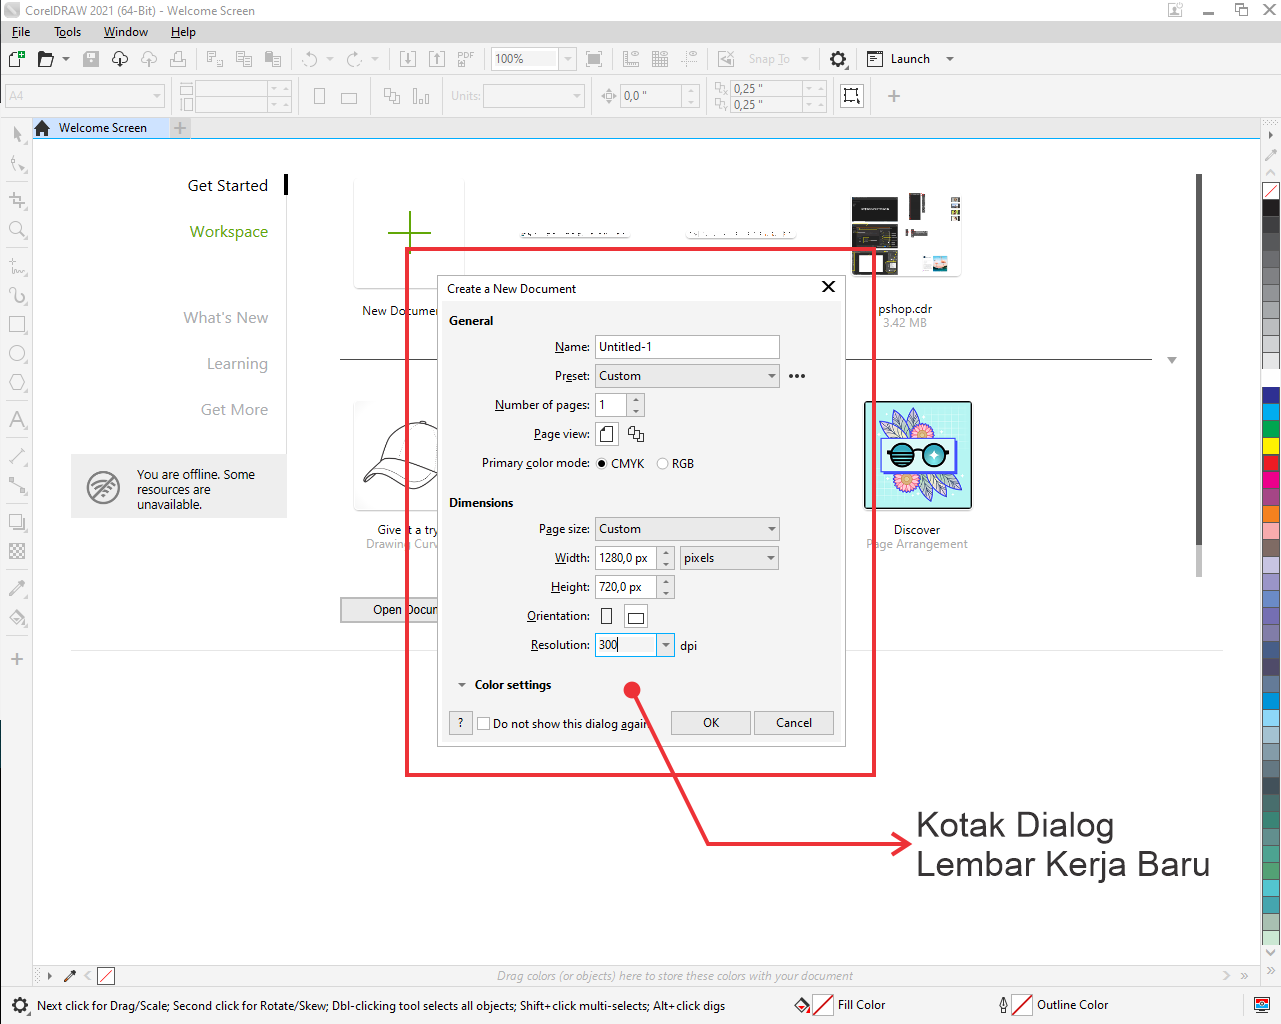 CorelDRAW 2021 (64-Bit) - Welcome Screen
File Tools Window Help
100% Snap To Launch
PDF
A4 Units: 0,0 " 0,25 "
0,25 "
Welcome Screen
Get Started
Workspace
What's New
Learning
Get More
You are offline. Some
resources are
unavailable.
New Docume
pshop.cdr
3.42 MB
Give it a try
Drawing Curv
Discover
Page Arrangement
Open Docu
Create a New Document
General
Name: Untitled-1
Preset: Custom
Number of pages: 1
Page view:
Primary color mode: CMYK RGB
Dimensions
Page size: Custom
Width: 1280,0 px pixels
Height: 720,0 px
Orientation:
Resolution: 300 dpi
Color settings
? Do not show this dialog again OK Cancel
Kotak Dialog
Lembar Kerja Baru
Drag colors (or objects) here to store these colors with your document
Next click for Drag/Scale; Second click for Rotate/Skew; Dbl-clicking tool selects all objects; Shift+click multi-selects; Alt+click digs Fill Color Outline Color